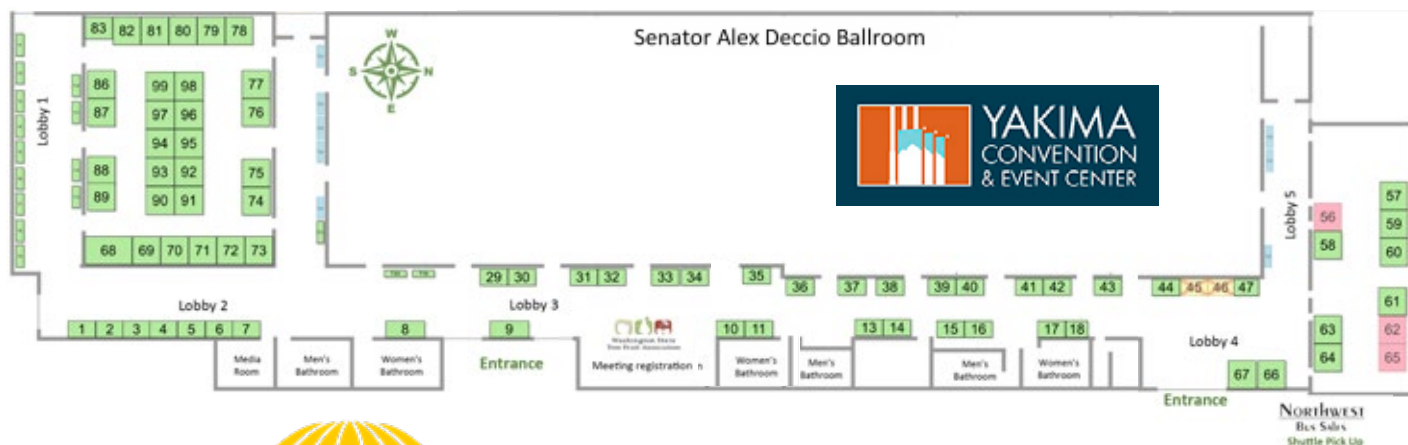 83 82 81 80 79 78
W
S N
E
Senator Alex Deccio Ballroom
YAKIMA
CONVENTION
& EVENT CENTER
Lobby 1
86 99 98 77
87 97 96 76
94 95
88 93 92 75
89 90 91 74
68 69 70 71 72 73
Lobby 5
56 57
58 59
60
29 30 31 32 33 34 35 36 37 38 39 40 41 42 43 44 45 46 47
61
Lobby 2
Lobby 3
1 2 3 4 5 6 7 8 9 10 11 13 14 15 16 17 18
63 62
64 65
Lobby 4
67 66
Washington State
Tree Fruit Association
Media
Room
Men's
Bathroom
Women's
Bathroom
Entrance
Meeting registration
Women's
Bathroom
Men's
Bathroom
Men's
Bathroom
Women's
Bathroom
Entrance
NORTHWEST
Bus Sales
Shuttle Pick Up